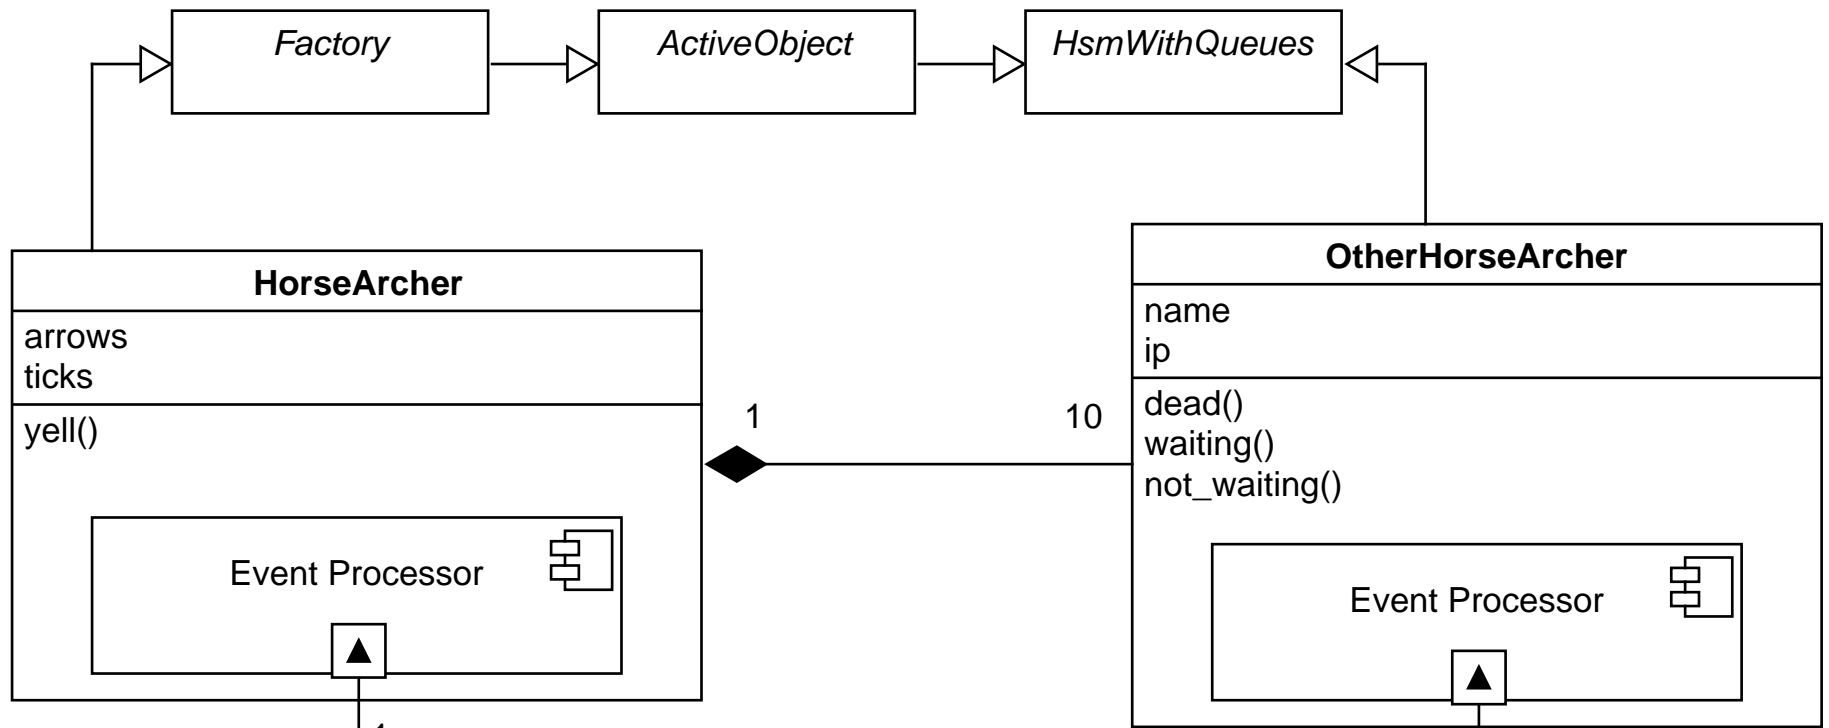 Factory
ActiveObject
HsmWithQueues
HorseArcher
arrows
ticks
yell()
Event Processor
1
10
OtherHorseArcher
name
ip
dead()
waiting()
not_waiting()
Event Processor